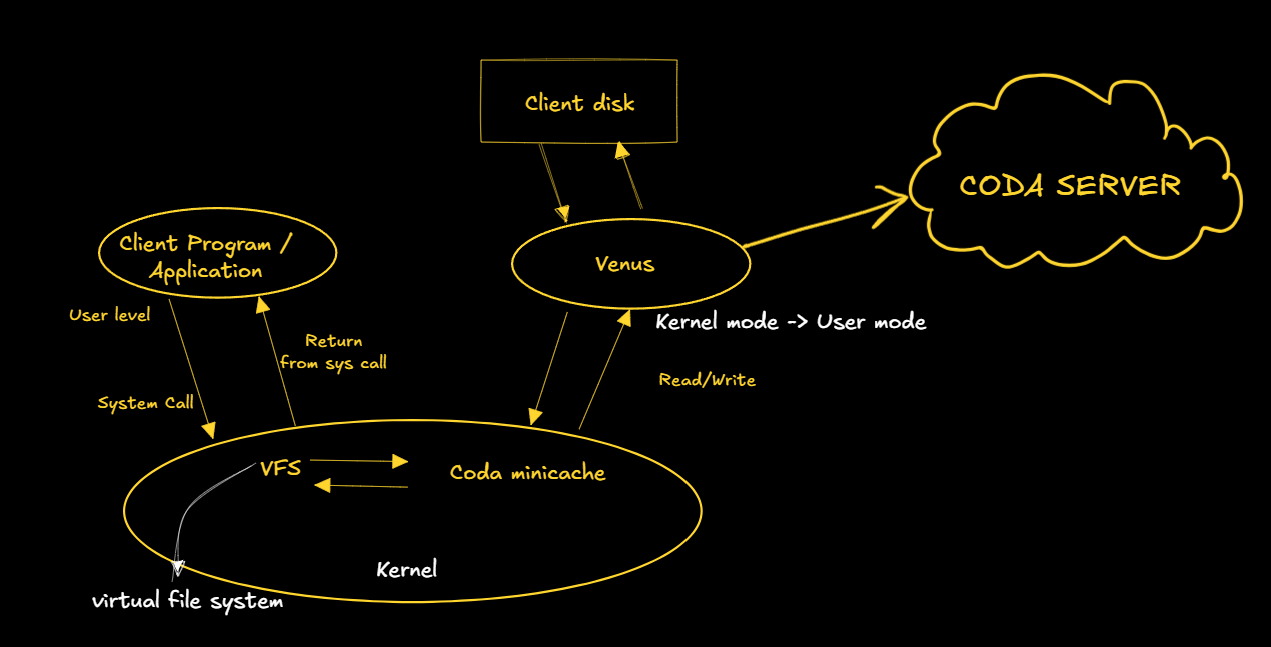 Client disk
CODA SERVER
Client Program /
Application
Venus
User level
Kernel mode -> User mode
Return
from sys call
Read/Write
System Call
VFS
Coda minicache
Kernel
virtual file system